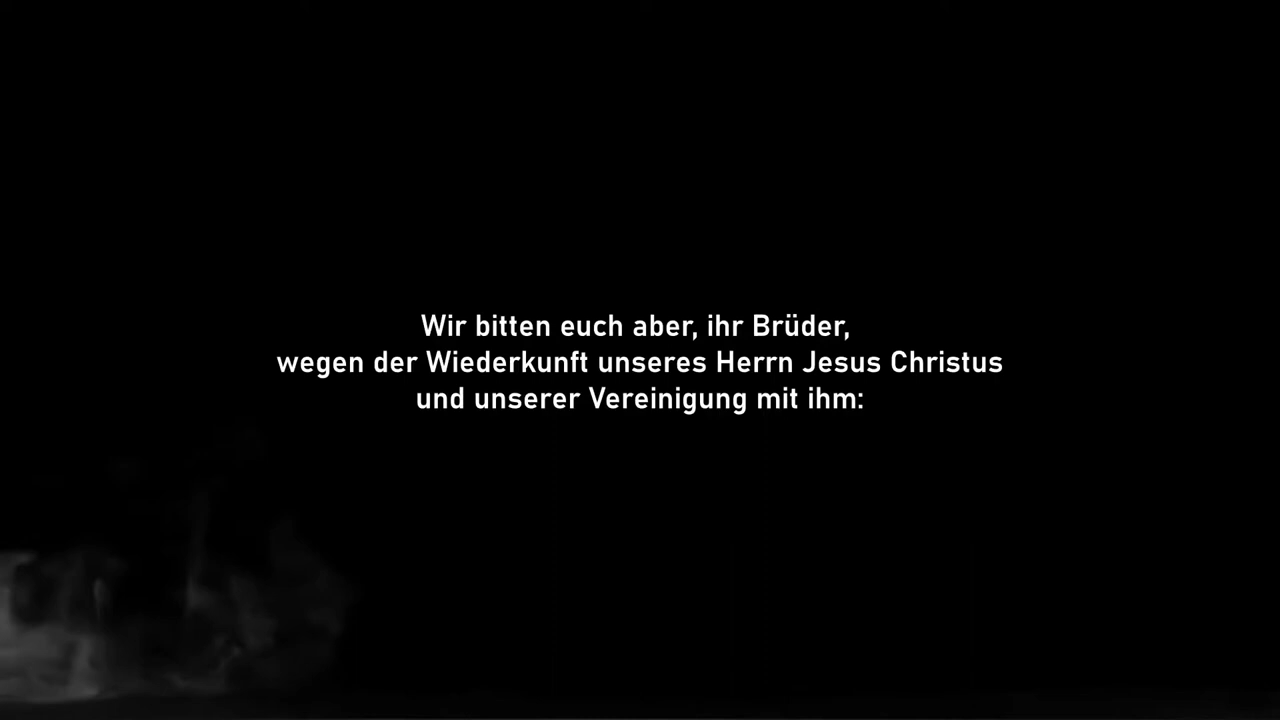 Wir bitten euch aber, ihr Brüder,
wegen der Wiederkunft unseres Herrn Jesus Christus
und unserer Vereinigung mit ihm: